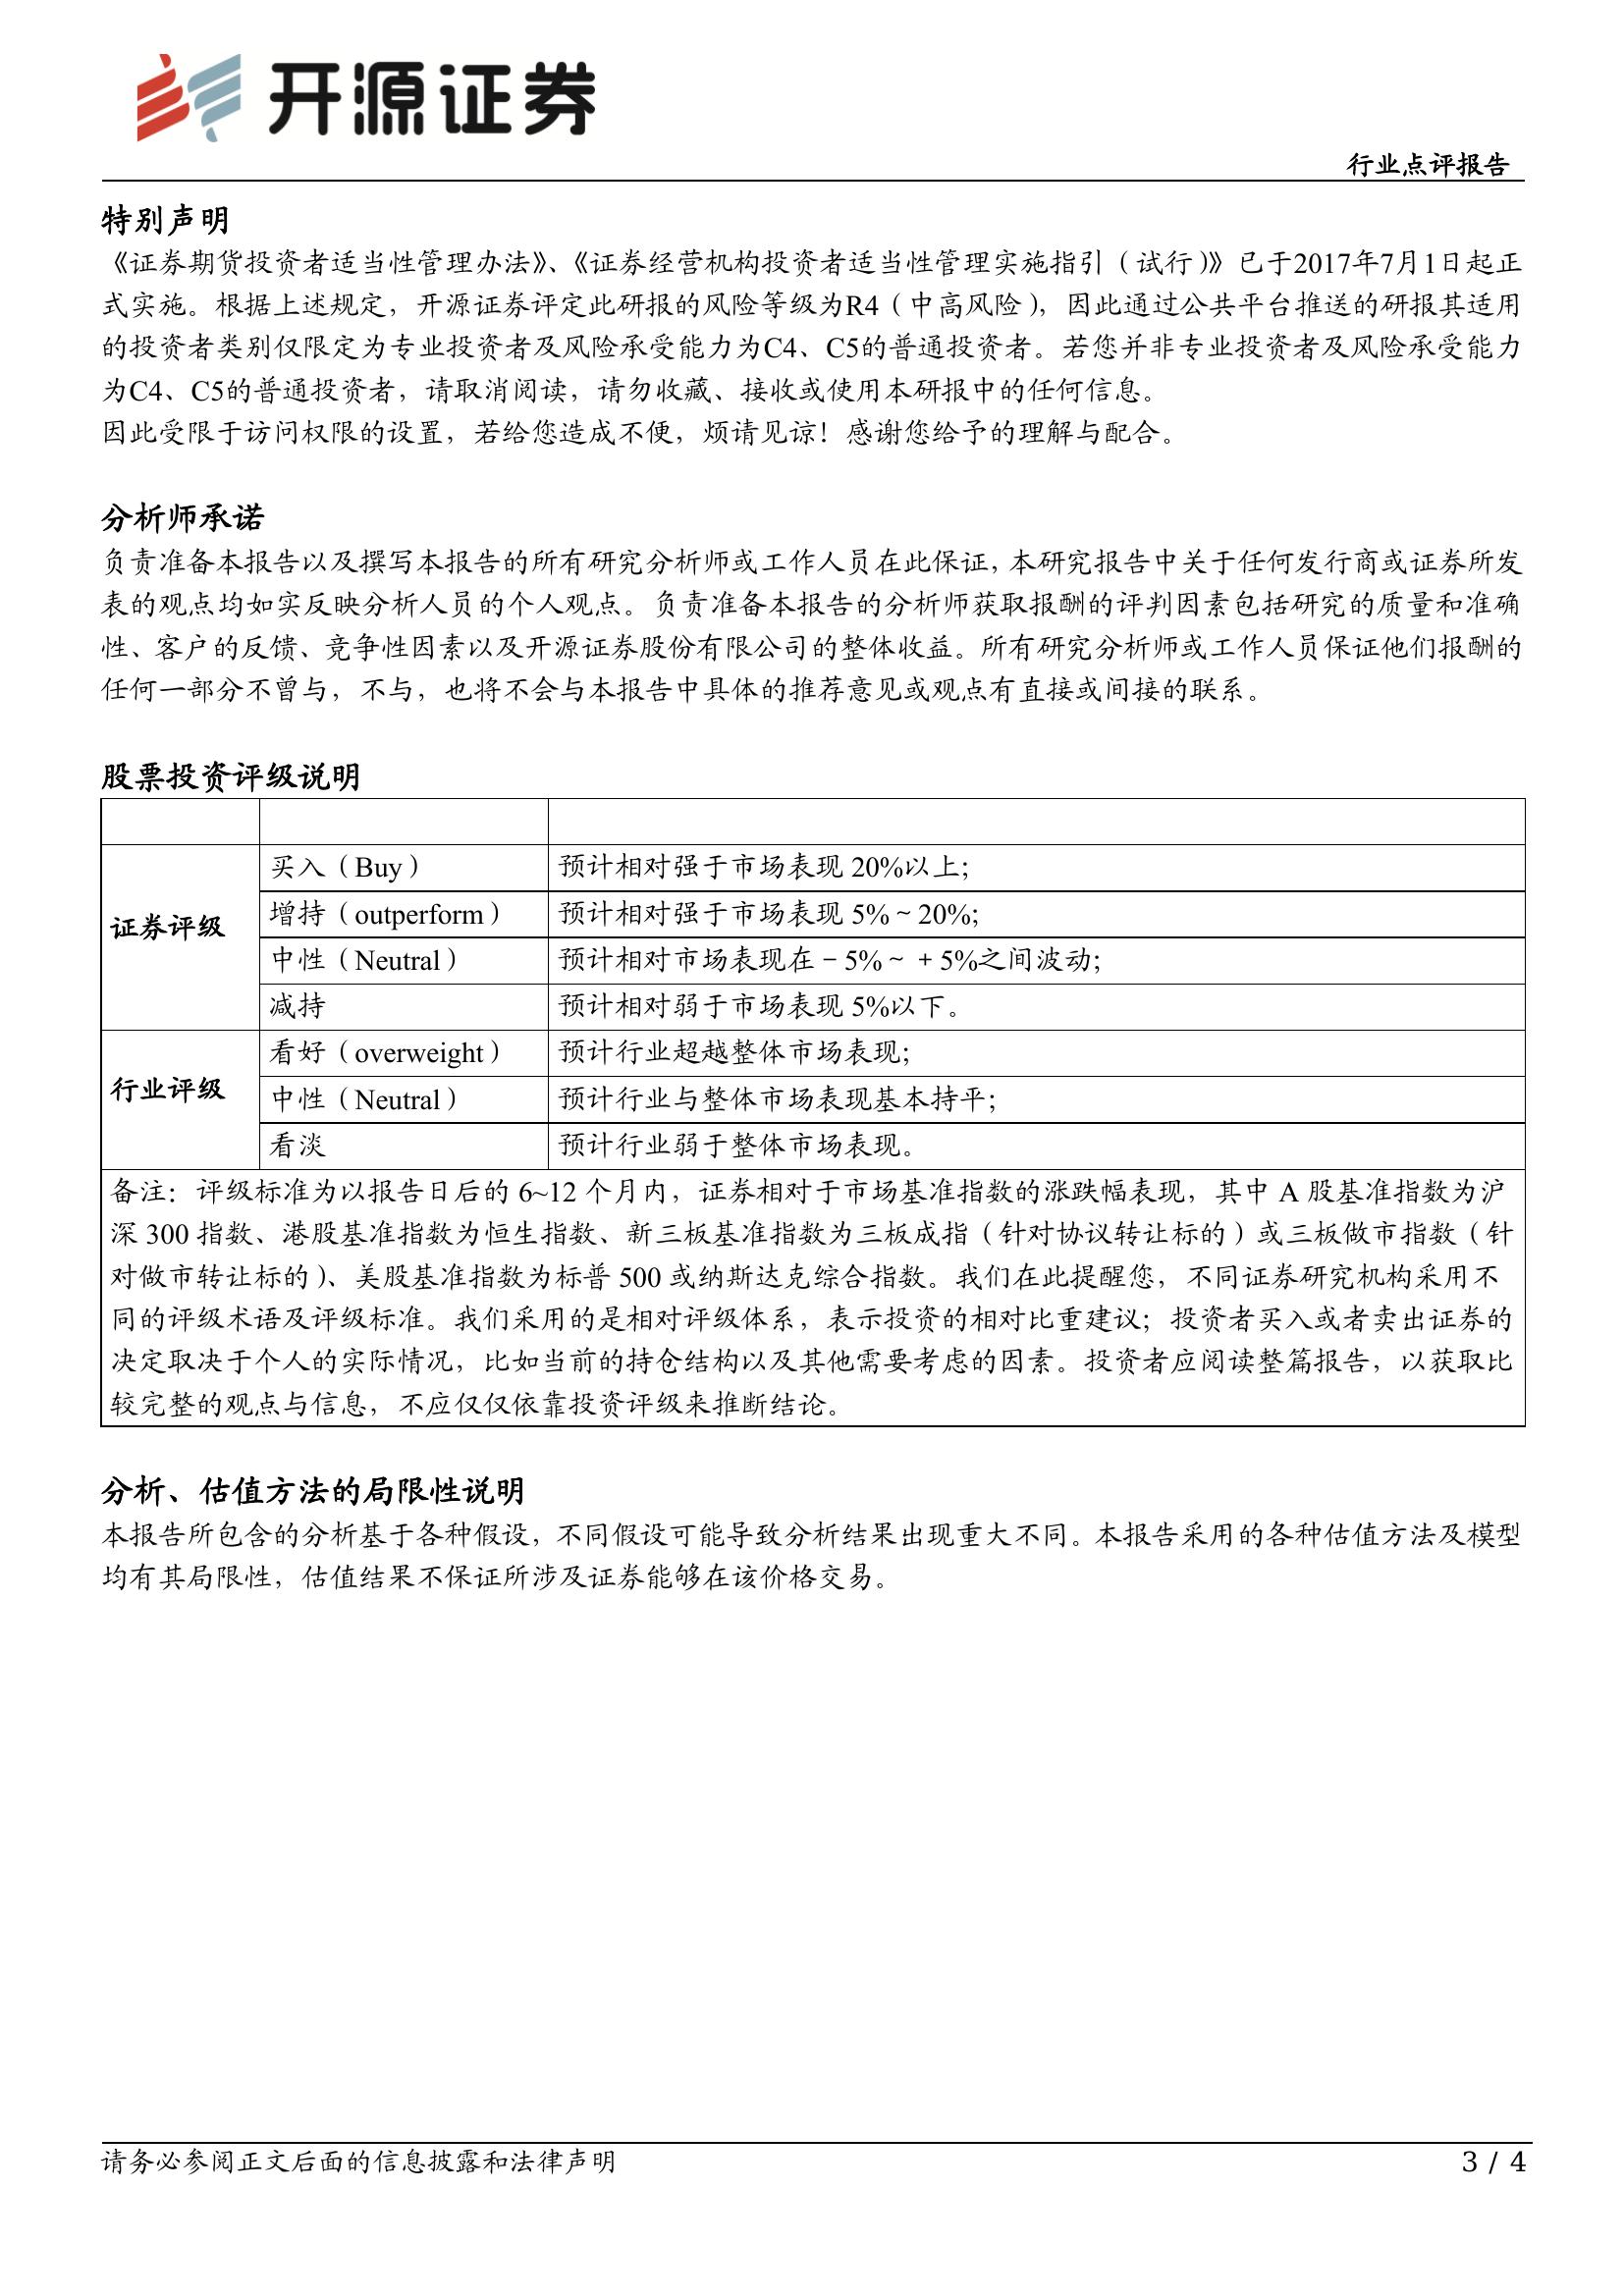 开源证券
行业点评报告
特别声明
《证券期货投资者适当性管理办法》、《证券经营机构投资者适当性管理实施指引（试行）》已于2017年7月1日起正
式实施。根据上述规定，开源证券评定此研报的风险等级为R4（中高风险），因此通过公共平台推送的研报其适用
的投资者类别仅限定为专业投资者及风险承受能力为C4、C5的普通投资者。若您并非专业投资者及风险承受能力
为C4、C5的普通投资者，请取消阅读，请勿收藏、接收或使用本研报中的任何信息。
因此受限于访问权限的设置，若给您造成不便，烦请见谅！感谢您给予的理解与配合。
分析师承诺
负责准备本报告以及撰写本报告的所有研究分析师或工作人员在此保证，本研究报告中关于任何发行商或证券所发
表的观点均如实反映分析人员的个人观点。负责准备本报告的分析师获取报酬的评判因素包括研究的质量和准确
性、客户的反馈、竞争性因素以及开源证券股份有限公司的整体收益。所有研究分析师或工作人员保证他们报酬的
任何一部分不曾与，不与，也将不会与本报告中具体的推荐意见或观点有直接或间接的联系。
股票投资评级说明
证券评级
买入（Buy） 预计相对强于市场表现 20%以上；
增持（outperform） 预计相对强于市场表现 5%～20%；
中性（Neutral） 预计相对市场表现在－5%～＋5%之间波动；
减持 预计相对弱于市场表现 5%以下。
行业评级
看好（overweight） 预计行业超越整体市场表现；
中性（Neutral） 预计行业与整体市场表现基本持平；
看淡 预计行业弱于整体市场表现。
备注：评级标准为以报告日后的 6~12 个月内，证券相对于市场基准指数的涨跌幅表现，其中 A 股基准指数为沪
深 300 指数、港股基准指数为恒生指数、新三板基准指数为三板成指（针对协议转让标的）或三板做市指数（针
对做市转让标的）、美股基准指数为标普 500 或纳斯达克综合指数。我们在此提醒您，不同证券研究机构采用不
同的评级术语及评级标准。我们采用的是相对评级体系，表示投资的相对比重建议；投资者买入或者卖出证券的
决定取决于个人的实际情况，比如当前的持仓结构以及其他需要考虑的因素。投资者应阅读整篇报告，以获取比
较完整的观点与信息，不应仅仅依靠投资评级来推断结论。
分析、估值方法的局限性说明
本报告所包含的分析基于各种假设，不同假设可能导致分析结果出现重大不同。本报告采用的各种估值方法及模型
均有其局限性，估值结果不保证所涉及证券能够在该价格交易。
请务必参阅正文后面的信息披露和法律声明
3 / 4